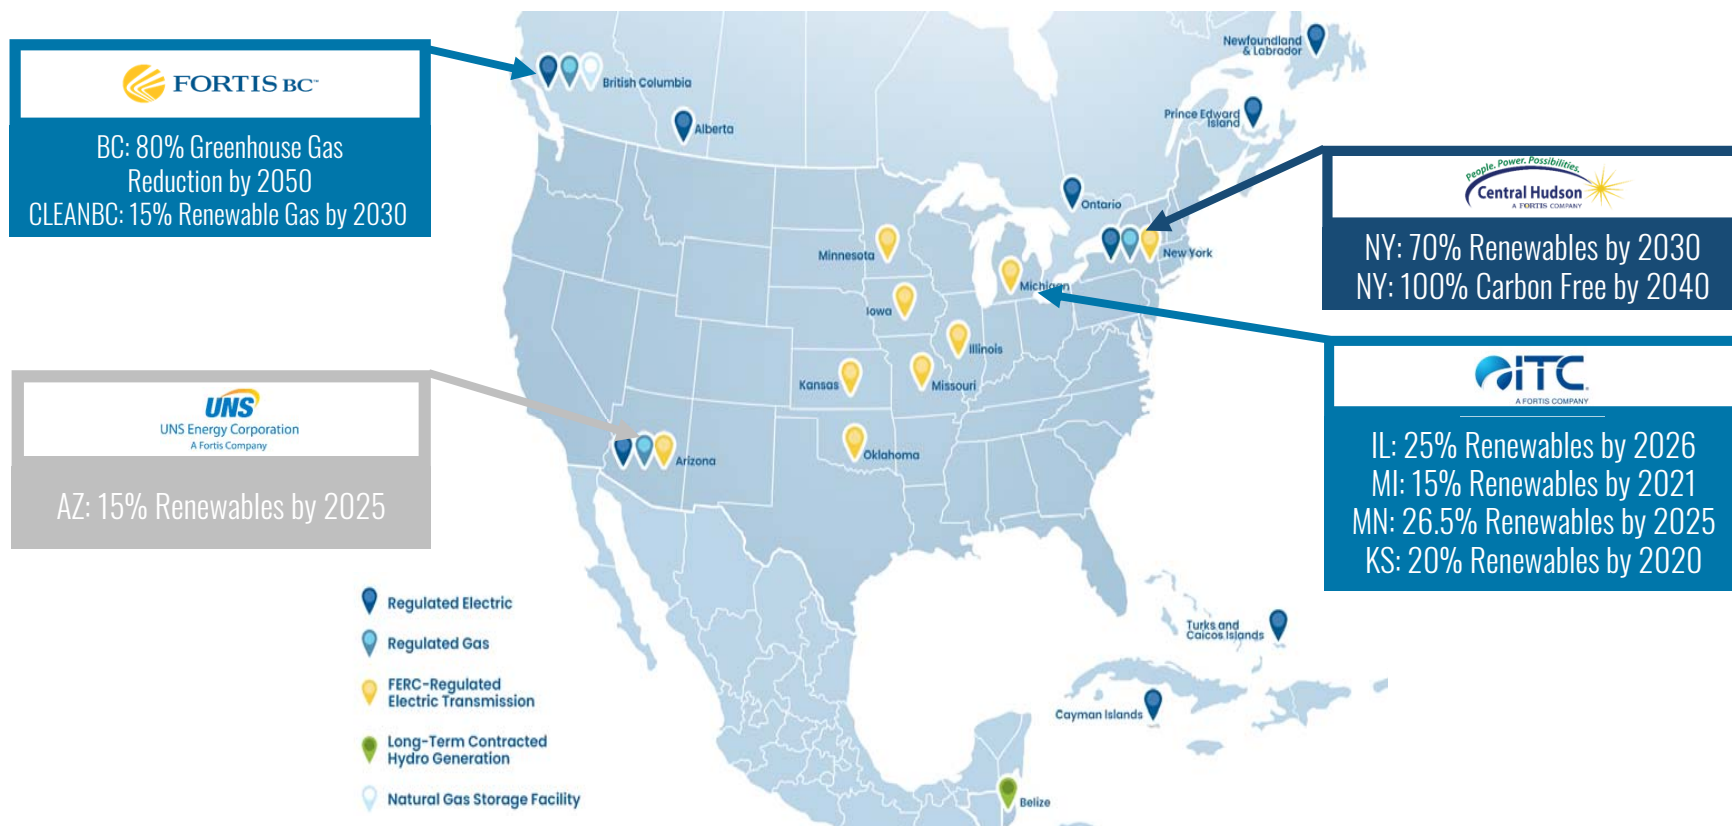 FORTIS BC™
BC: 80% Greenhouse Gas
Reduction by 2050
CLEANBC: 15% Renewable Gas by 2030
UNS
UNS Energy Corporation
A Fortis Company
AZ: 15% Renewables by 2025
Newfoundland
& Labrador
British Columbia
Alberta
Prince Edward
Island
Ontario
New York
Minnesota
Michigan
Iowa
Illinois
Kansas
Missouri
Oklahoma
Arizona
Turks and
Caicos Islands
Cayman Islands
Belize
People. Power. Possibilities.
Central Hudson
A FORTIS COMPANY
NY: 70% Renewables by 2030
NY: 100% Carbon Free by 2040
ITC
A FORTIS COMPANY
IL: 25% Renewables by 2026
MI: 15% Renewables by 2021
MN: 26.5% Renewables by 2025
KS: 20% Renewables by 2020
Regulated Electric
Regulated Gas
FERC-Regulated
Electric Transmission
Long-Term Contracted
Hydro Generation
Natural Gas Storage Facility